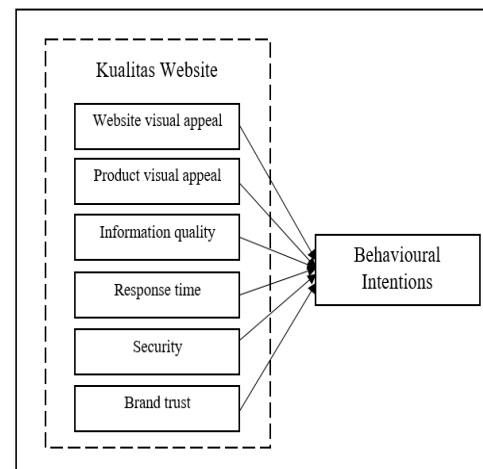 Kualitas Website
Website visual appeal
Product visual appeal
Information quality
Response time
Security
Brand trust
Behavioural
Intentions